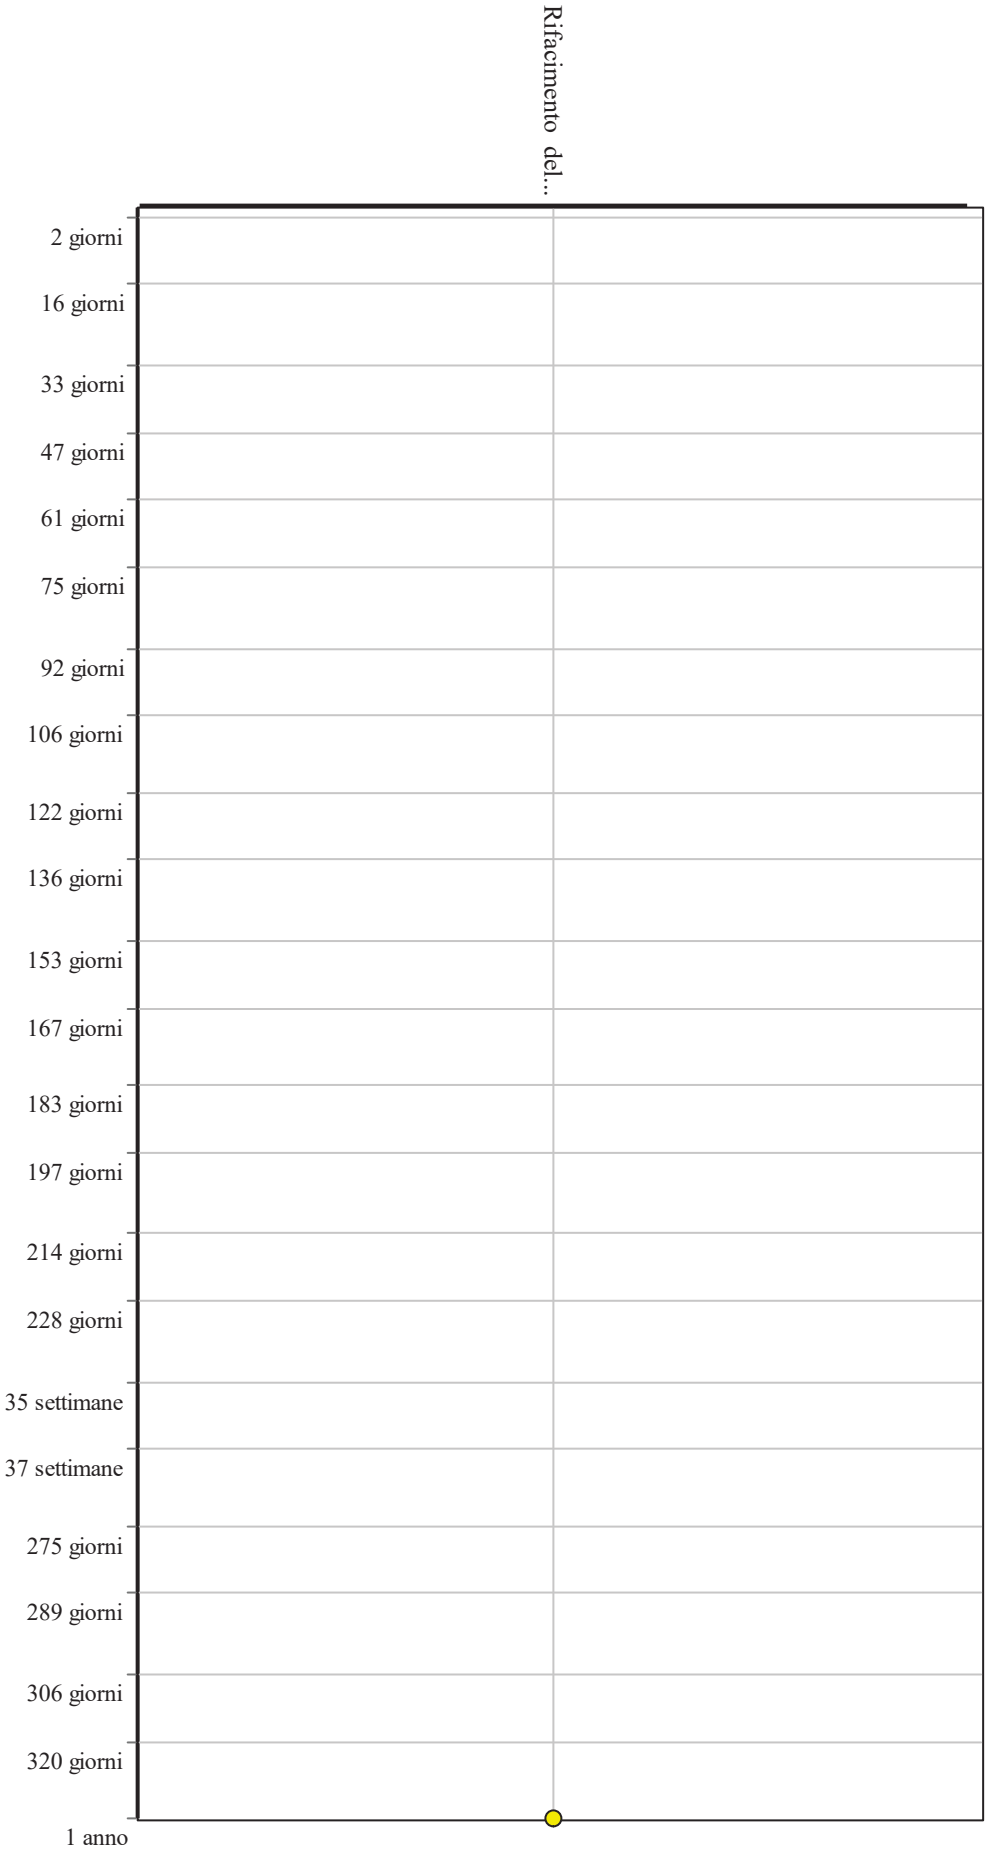 Rifacimento del...
2 giorni
16 giorni
33 giorni
47 giorni
61 giorni
75 giorni
92 giorni
106 giorni
122 giorni
136 giorni
153 giorni
167 giorni
183 giorni
197 giorni
214 giorni
228 giorni
35 settimane
37 settimane
275 giorni
289 giorni
306 giorni
320 giorni
1 anno